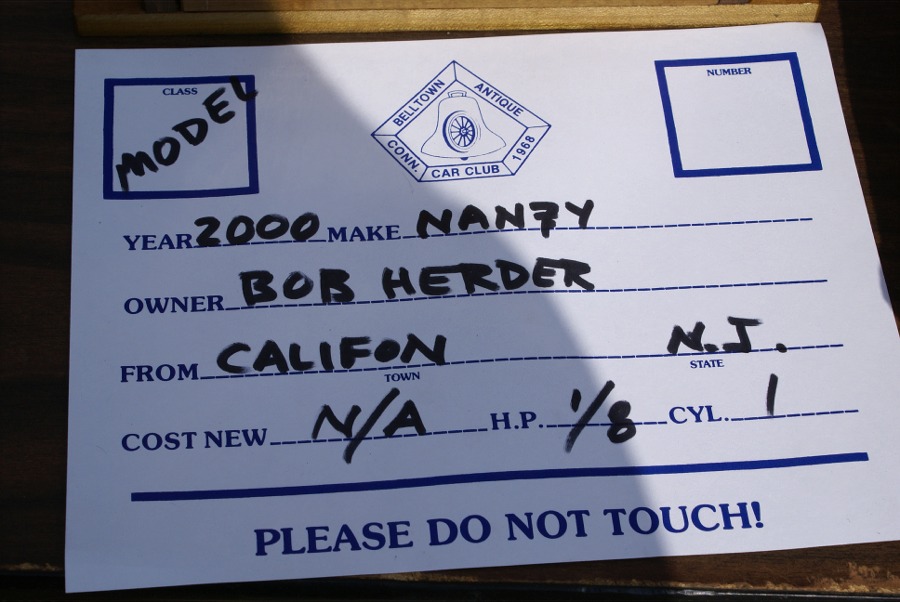 CLASS
MODEL
BELLTOWN ANTIQUE
CONN. CAR CLUB 1968
NUMBER
YEAR 2000 MAKE NANZY
OWNER BOB HERDER
FROM CALIFON N.J.
TOWN STATE
COST NEW N/A H.P. 1/8 CYL. 1
PLEASE DO NOT TOUCH!